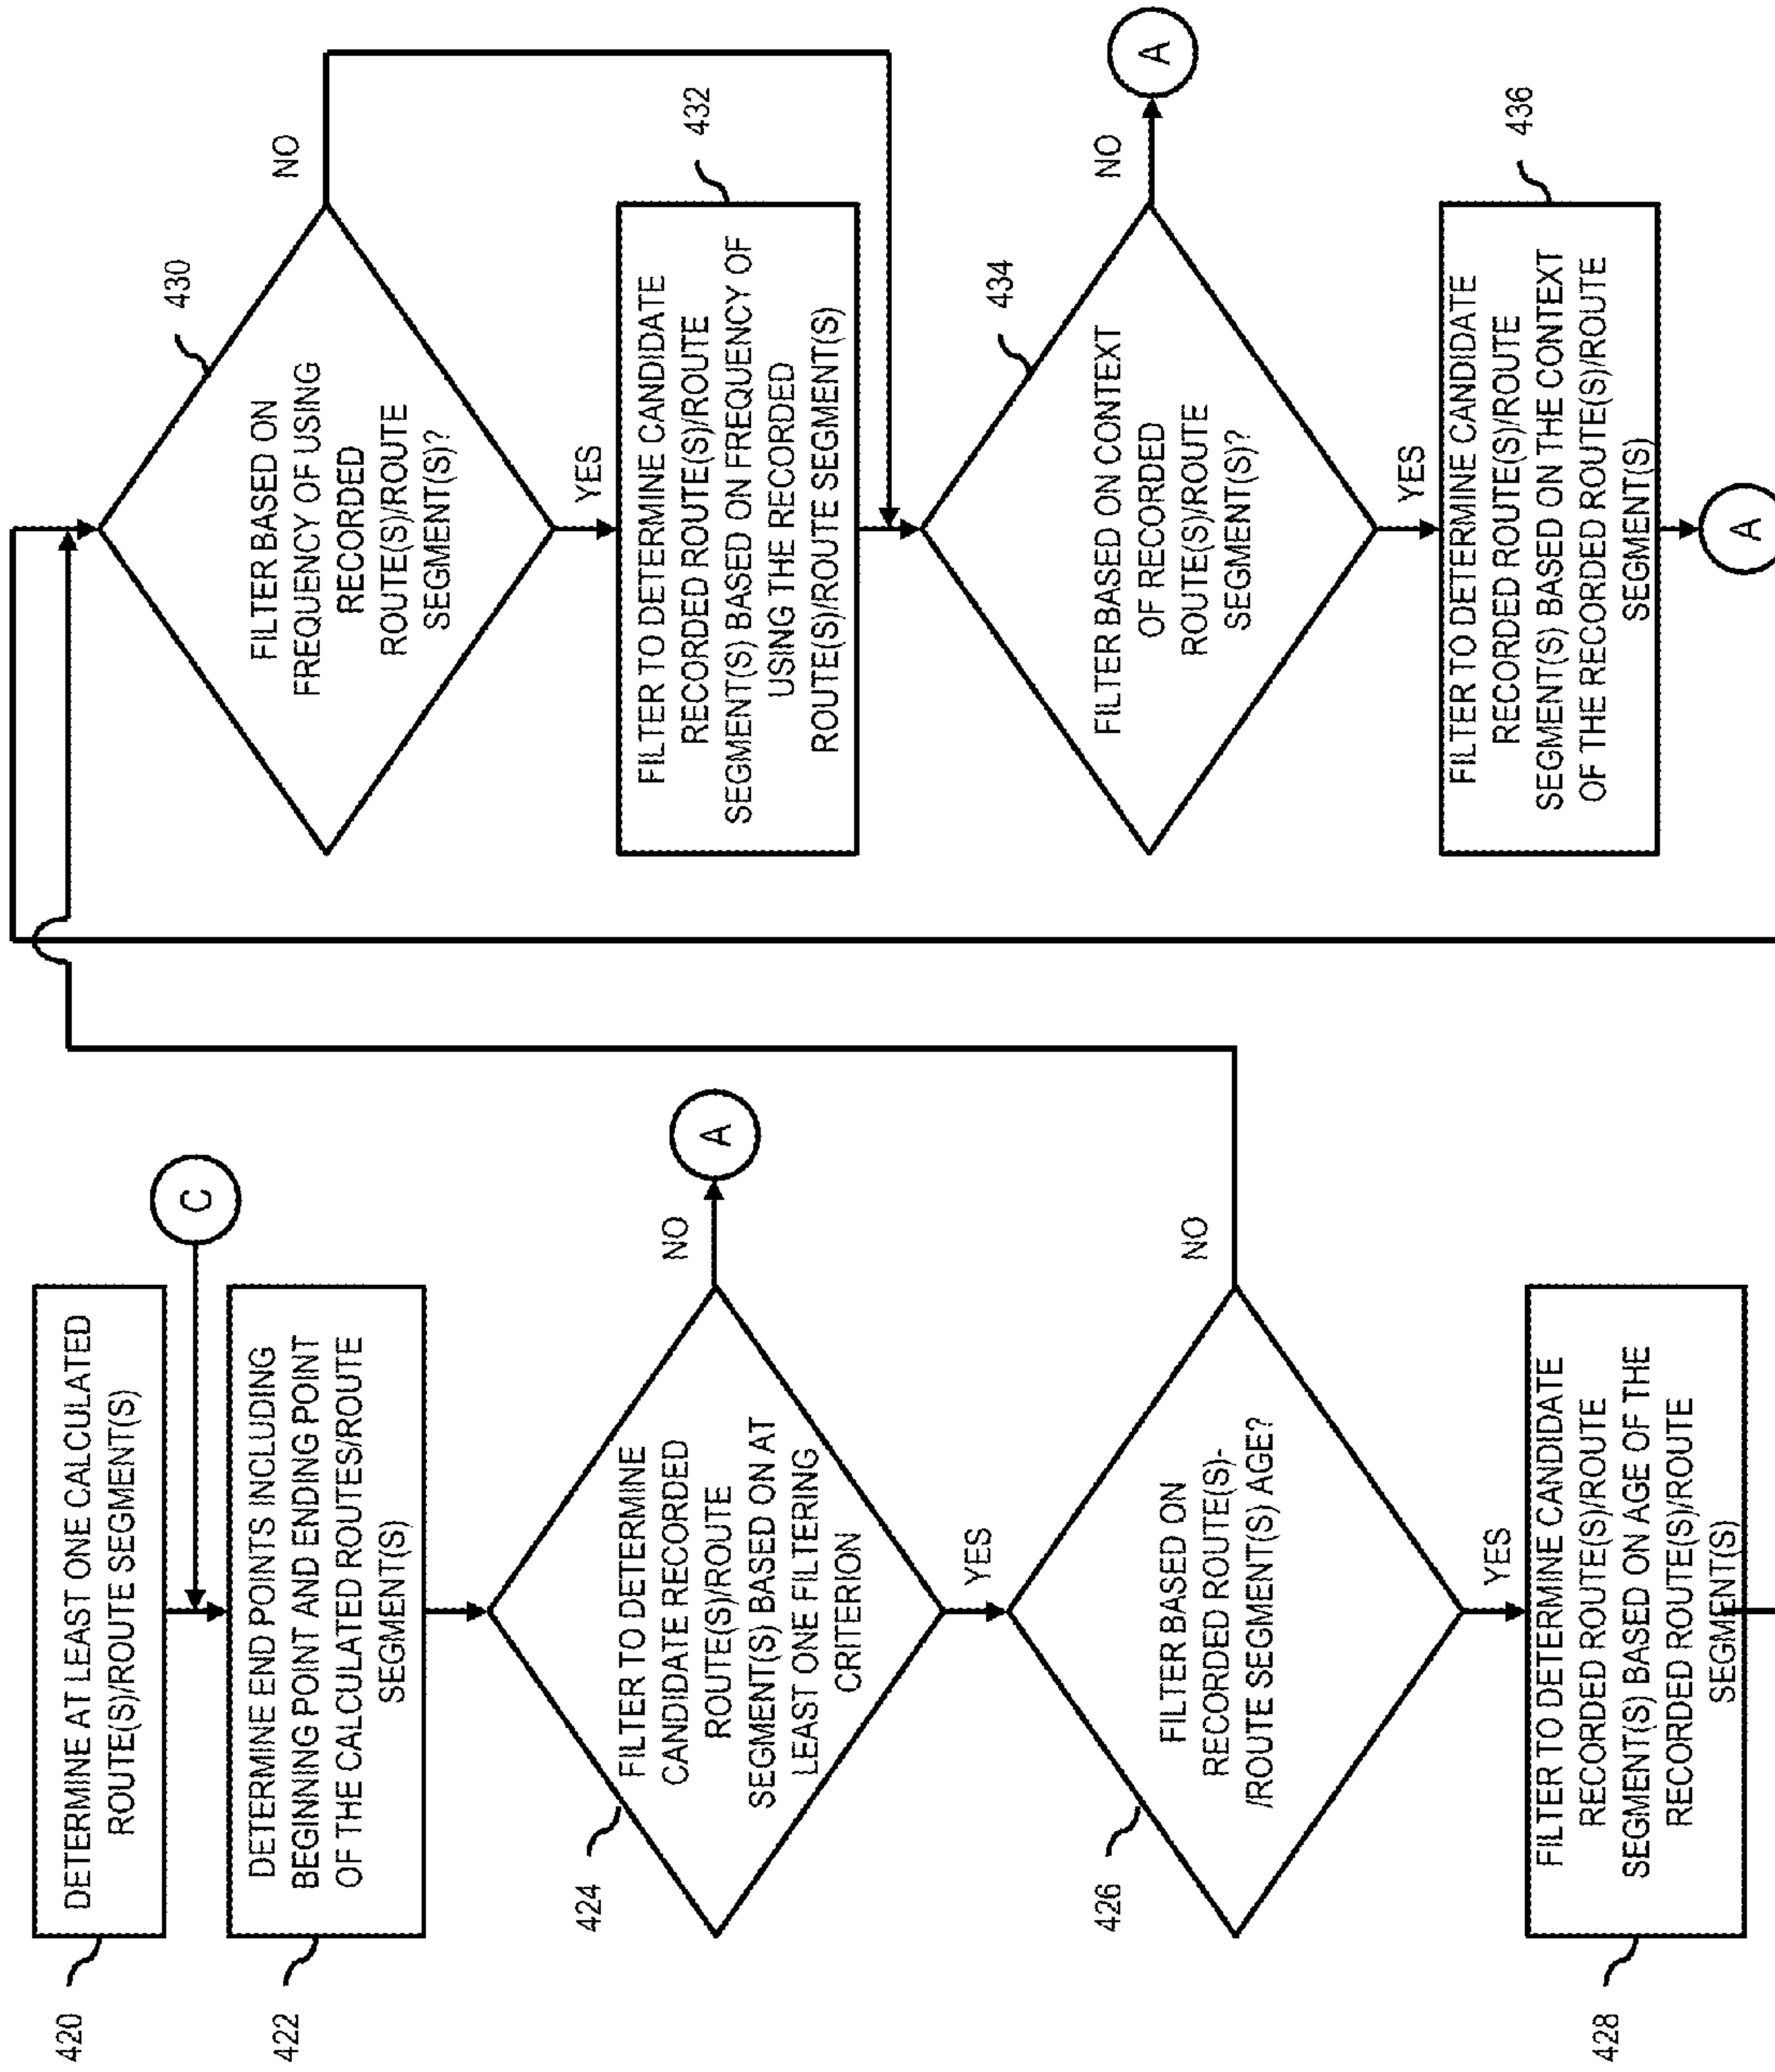 420
DETERMINE AT LEAST ONE CALCULATED
ROUTE(S)/ROUTE SEGMENT(S)
C
422
DETERMINE END POINTS INCLUDING
BEGINNING POINT AND ENDING POINT
OF THE CALCULATED ROUTES/ROUTE
SEGMENT(S)
424
FILTER TO DETERMINE
CANDIDATE RECORDED
ROUTE(S)/ROUTE
SEGMENT(S) BASED ON AT
LEAST ONE FILTERING
CRITERION
NO
A
YES
426
FILTER BASED ON
RECORDED ROUTE(S)-
/ROUTE SEGMENT(S) AGE?
NO
YES
428
FILTER TO DETERMINE CANDIDATE
RECORDED ROUTE(S)/ROUTE
SEGMENT(S) BASED ON AGE OF THE
RECORDED ROUTE(S)/ROUTE
SEGMENT(S)
430
FILTER BASED ON
FREQUENCY OF USING
RECORDED
ROUTE(S)/ROUTE
SEGMENT(S)?
NO
YES
432
FILTER TO DETERMINE CANDIDATE
RECORDED ROUTE(S)/ROUTE
SEGMENT(S) BASED ON FREQUENCY OF
USING THE RECORDED
ROUTE(S)/ROUTE SEGMENT(S)
434
FILTER BASED ON CONTEXT
OF RECORDED
ROUTE(S)/ROUTE
SEGMENT(S)?
NO
A
YES
436
FILTER TO DETERMINE CANDIDATE
RECORDED ROUTE(S)/ROUTE
SEGMENT(S) BASED ON THE CONTEXT
OF THE RECORDED ROUTE(S)/ROUTE
SEGMENT(S)
A